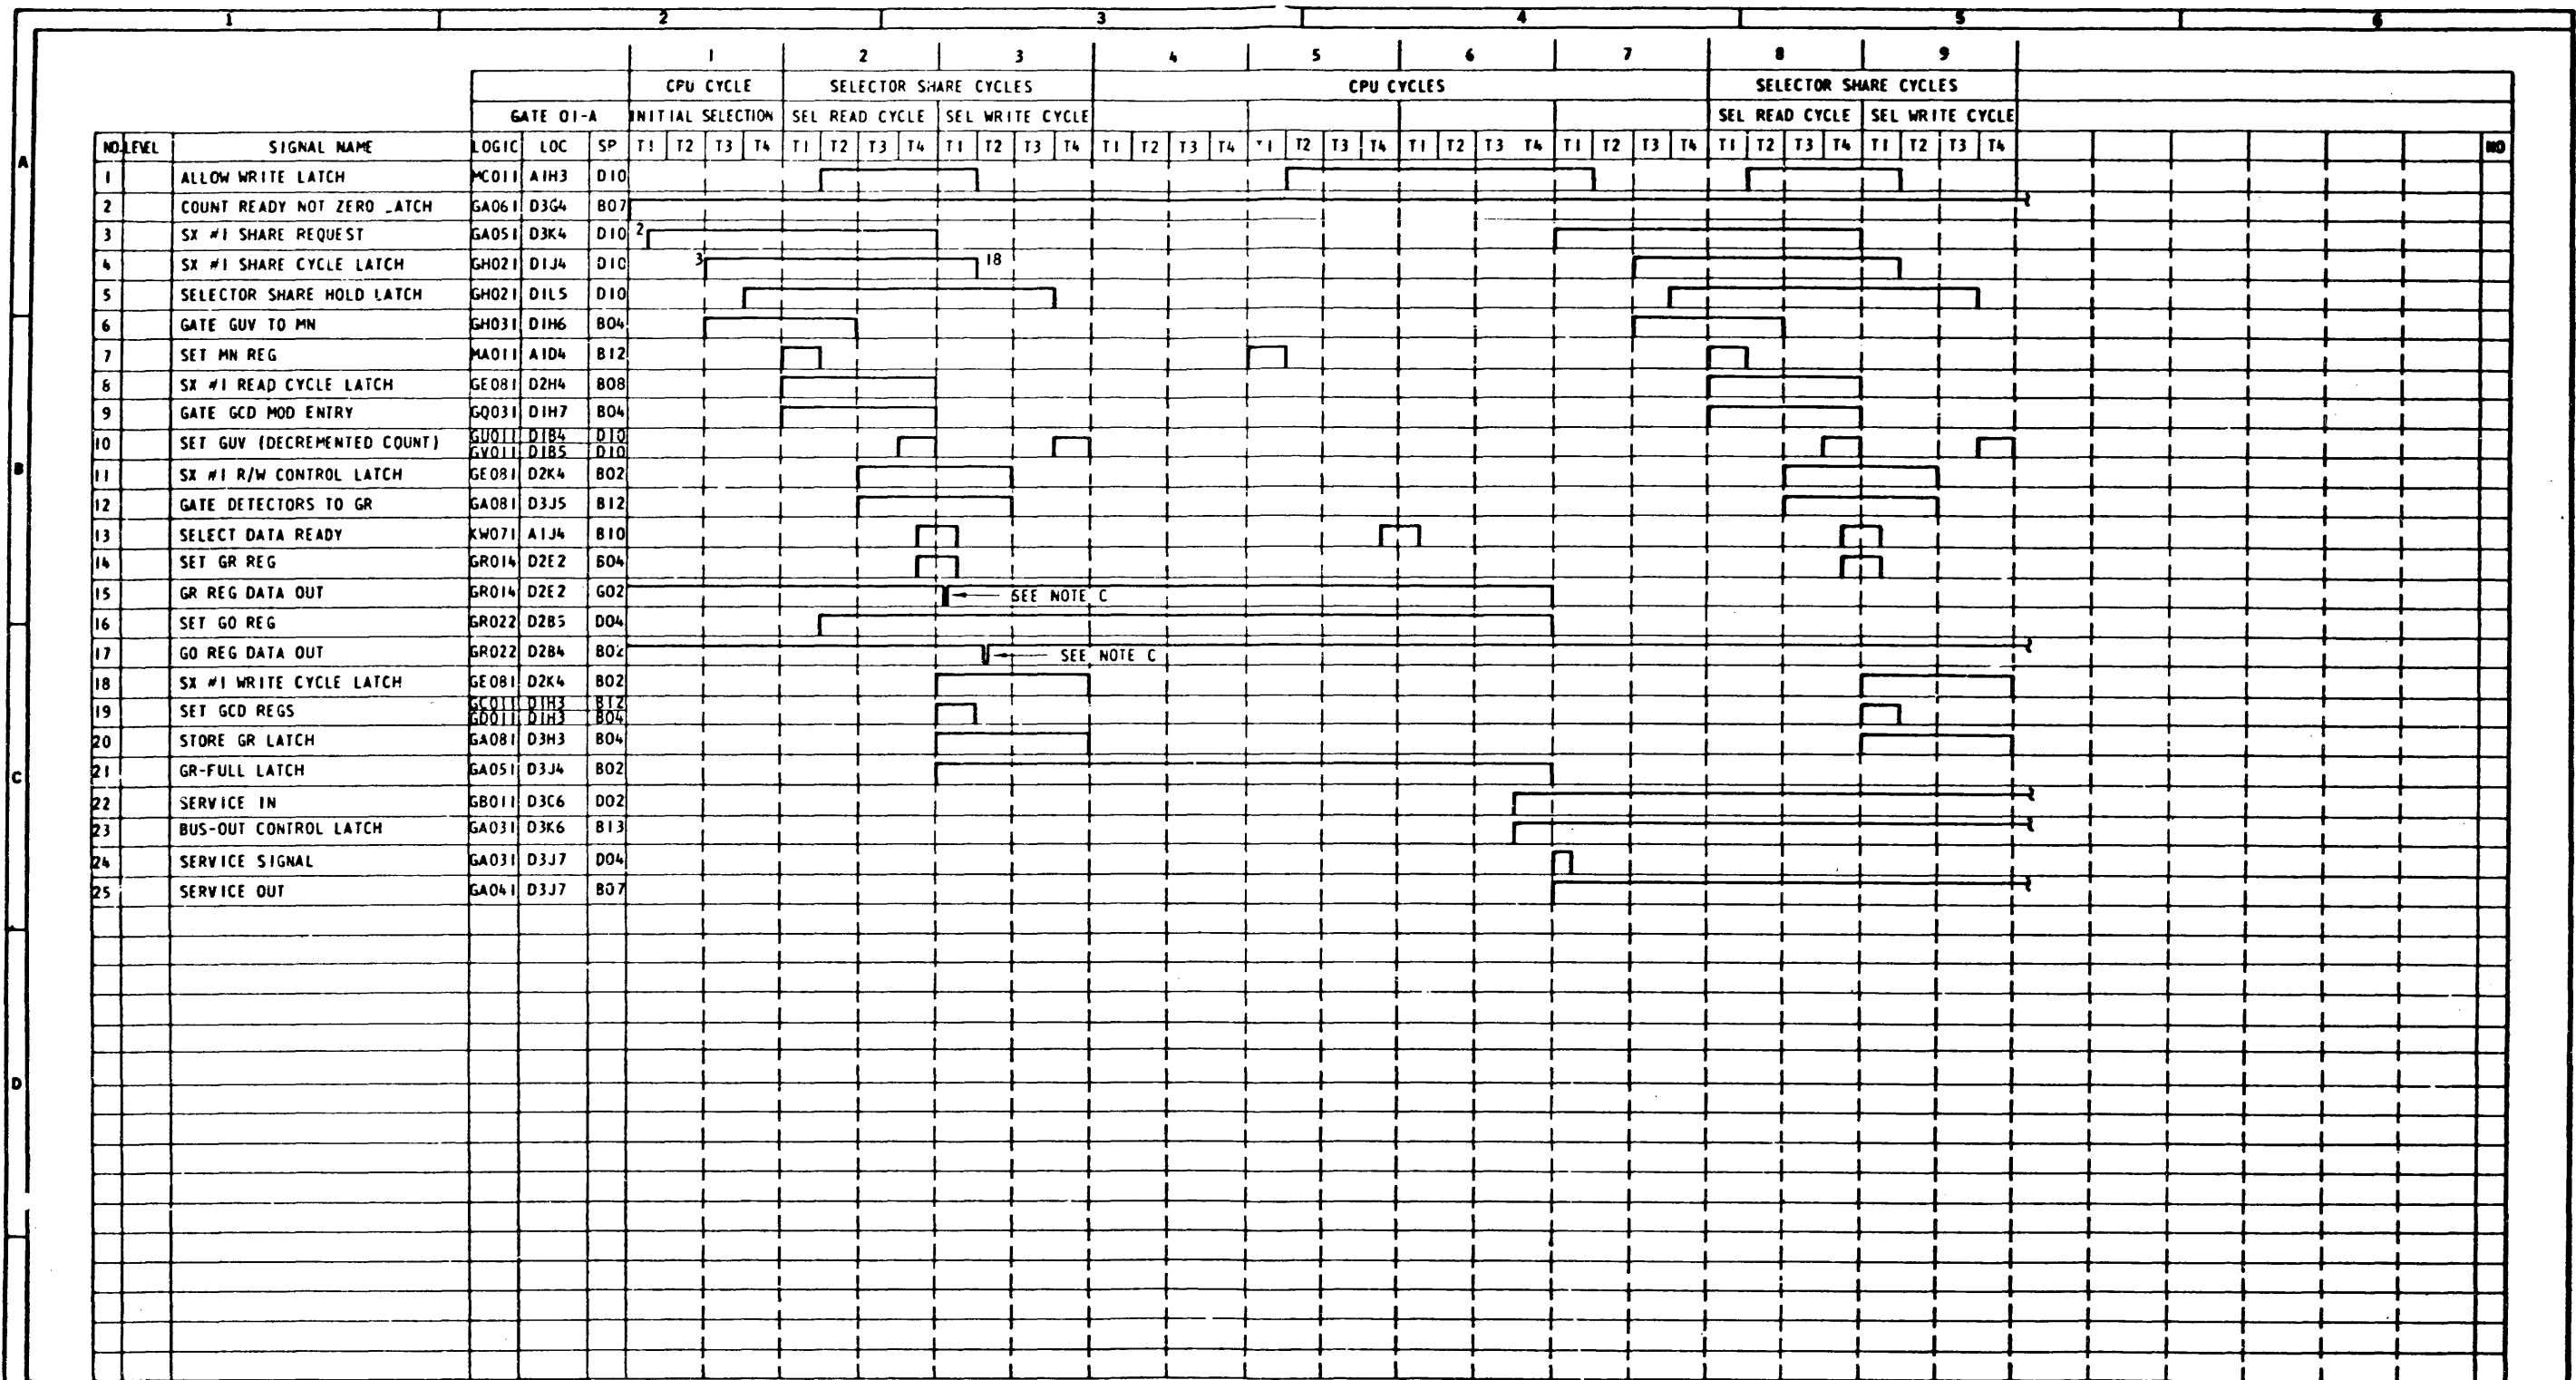 1 2 3 4 5 6
1 2 3 4 5 6 7 8 9
CPU CYCLE SELECTOR SHARE CYCLES CPU CYCLES SELECTOR SHARE CYCLES
GATE 01-A INITIAL SELECTION SEL READ CYCLE SEL WRITE CYCLE SEL READ CYCLE SEL WRITE CYCLE
NO LEVEL SIGNAL NAME LOGIC LOC SP T1 T2 T3 T4 T1 T2 T3 T4 T1 T2 T3 T4 T1 T2 T3 T4 T1 T2 T3 T4 T1 T2 T3 T4 T1 T2 T3 T4 T1 T2 T3 T4 T1 T2 T3 T4 NO
A
1 ALLOW WRITE LATCH MC011 A1H3 D10
2 COUNT READY NOT ZERO LATCH GA061 D3G4 B07
3 SX #1 SHARE REQUEST GA051 D3K4 D10 2
4 SX #1 SHARE CYCLE LATCH GH021 D1J4 D10 3 18
5 SELECTOR SHARE HOLD LATCH GH021 D1L5 D10
6 GATE GUV TO MN GH031 D1H6 B04
7 SET MN REG MA011 A1D4 B12
8 SX #1 READ CYCLE LATCH GE081 D2H4 B08
9 GATE GCD MOD ENTRY GQ031 D1H7 B04
10 SET GUV (DECREMENTED COUNT) GU011 D1B4 D10
GV011 D1B5 D10
B
11 SX #1 R/W CONTROL LATCH GE081 D2K4 B02
12 GATE DETECTORS TO GR GA081 D3J5 B12
13 SELECT DATA READY KW071 A1J4 B10
14 SET GR REG GR014 D2E2 B04
15 GR REG DATA OUT GR014 D2E2 G02 SEE NOTE C
16 SET GO REG GR022 D2B5 D04
17 GO REG DATA OUT GR022 D2B4 B02 SEE NOTE C
18 SX #1 WRITE CYCLE LATCH GE081 D2K4 B02
19 SET GCD REGS GC011 D1H3 B12
GD011 D1H3 B04
20 STORE GR LATCH GA081 D3H3 B04
C
21 GR-FULL LATCH GA051 D3J4 B02
22 SERVICE IN GB011 D3C6 D02
23 BUS-OUT CONTROL LATCH GA031 D3K6 B13
24 SERVICE SIGNAL GA031 D3J7 D04
25 SERVICE OUT GA041 D3J7 B07
D